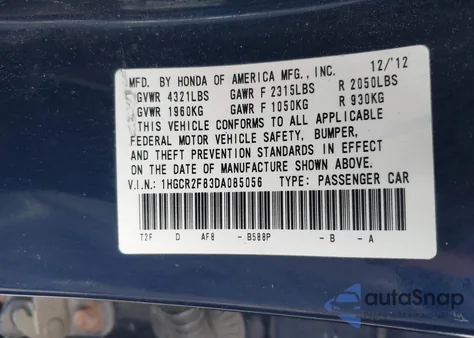 MFD. BY HONDA OF AMERICA MFG., INC. 12/'12
GVWR 4321LBS GAWR F 2315LBS R 2050LBS
GVWR 1960KG GAWR F 1050KG R 930KG
THIS VEHICLE CONFORMS TO ALL APPLICABLE
FEDERAL MOTOR VEHICLE SAFETY, BUMPER,
AND THEFT PREVENTION STANDARDS IN EFFECT
ON THE DATE OF MANUFACTURE SHOWN ABOVE.
V.I.N.: 1HGCR2F83DA085056 TYPE: PASSENGER CAR
T2F D AF8 - B588P - B - A
autoSnap